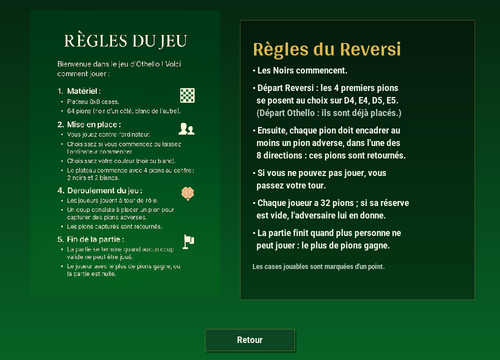 RÈGLES DU JEU
Bienvenue dans le jeu d'Othello ! Voici
comment jouer :
1. Matériel :
• Plateau 8x8 cases.
• 64 pions (noir d'un côté, blanc de l'autre).
2. Mise en place :
• Vous jouez contre l'ordinateur.
• Choisissez si vous commencez ou laissez
l'ordinateur commencer.
• Choisissez votre couleur (noir ou blanc).
• Le plateau commence avec 4 pions au centre :
2 noirs et 2 blancs.
4. Deroulement du jeu :
• Les joueurs jouent à tour de rôle.
• Un coup consiste à placer un pion pour
capturer des pions adverses.
• Les pions capturés sont retournés.
5. Fin de la partie :
• La partie se termine quand aucun coup
valide ne peut être joué.
• Le joueur avec le plus de pions gagne, ou
la partie est nulle.
Règles du Reversi
• Les Noirs commencent.
• Départ Reversi : les 4 premiers pions
se posent au choix sur D4, E4, D5, E5.
(Départ Othello : ils sont déjà placés.)
• Ensuite, chaque pion doit encadrer au
moins un pion adverse, dans l'une des
8 directions : ces pions sont retournés.
• Si vous ne pouvez pas jouer, vous
passez votre tour.
• Chaque joueur a 32 pions ; si sa réserve
est vide, l'adversaire lui en donne.
• La partie finit quand plus personne ne
peut jouer : le plus de pions gagne.
Les cases jouables sont marquées d'un point.
Retour